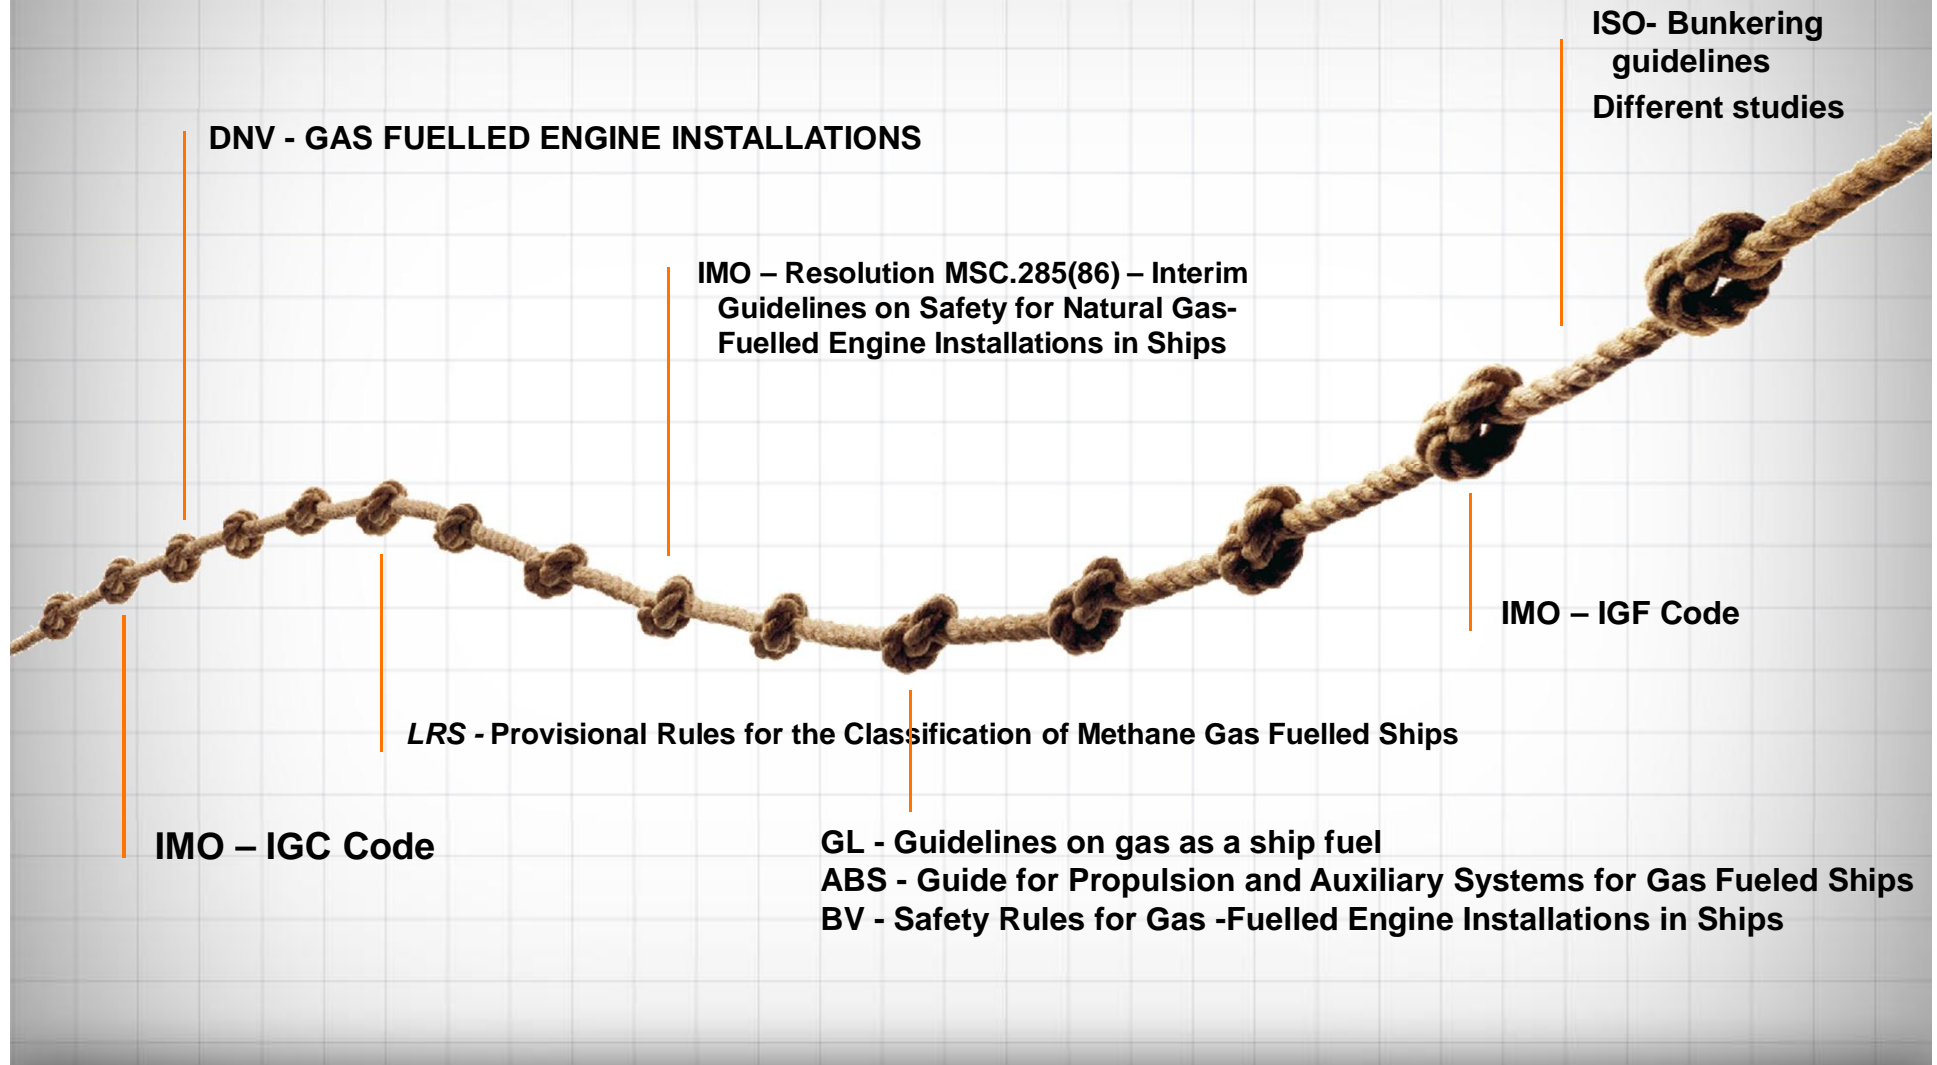 ISO- Bunkering
guidelines
Different studies
DNV - GAS FUELLED ENGINE INSTALLATIONS
IMO – Resolution MSC.285(86) – Interim
Guidelines on Safety for Natural Gas-
Fuelled Engine Installations in Ships
IMO – IGF Code
LRS - Provisional Rules for the Classification of Methane Gas Fuelled Ships
IMO – IGC Code
GL - Guidelines on gas as a ship fuel
ABS - Guide for Propulsion and Auxiliary Systems for Gas Fueled Ships
BV - Safety Rules for Gas -Fuelled Engine Installations in Ships